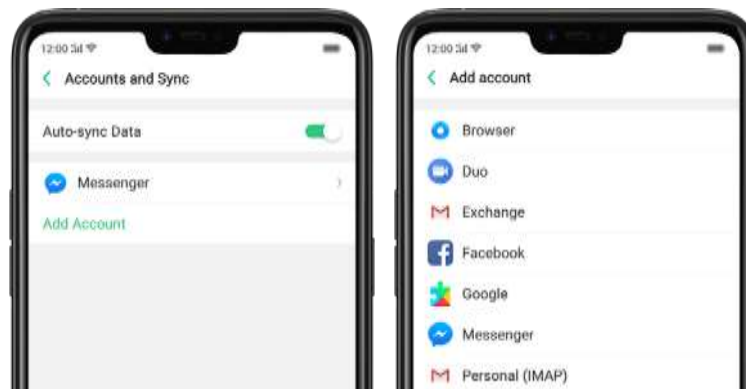 12:00
Accounts and Sync
Auto-sync Data
Messenger
Add Account
12:00
Add account
Browser
Duo
Exchange
Facebook
Google
Messenger
Personal (IMAP)